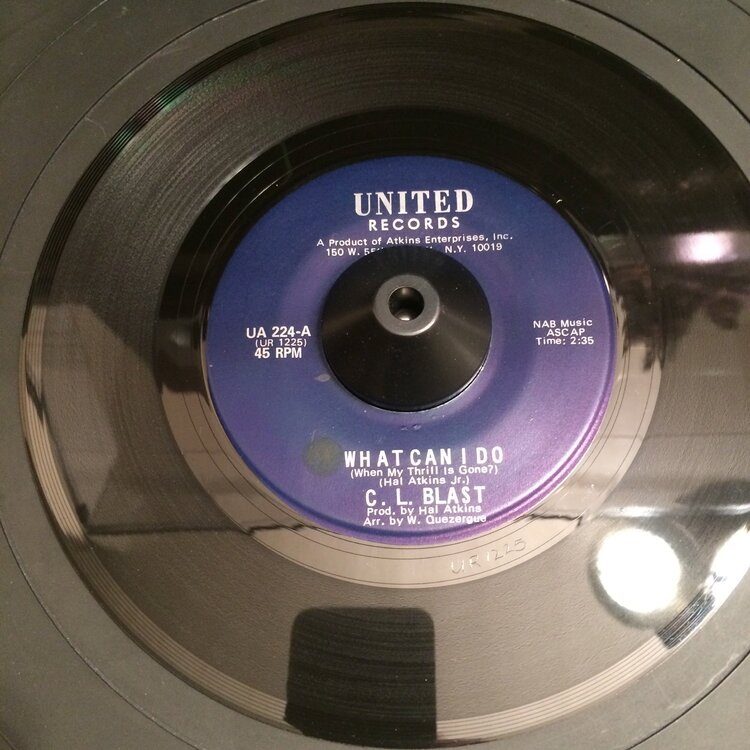 UNITED
RECORDS
A Product of Atkins Enterprises, Inc.
150 W. N.Y. 10019
UA 224-A
(UR 1225)
45 RPM
NAB Music
ASCAP
Time: 2:35
WHAT CAN I DO
(When My Thrill Is Gone?)
(Hal Atkins Jr.)
C. L. BLAST
Prod. by Hal Atkins
Arr. by W. Quezergue
UR 1225